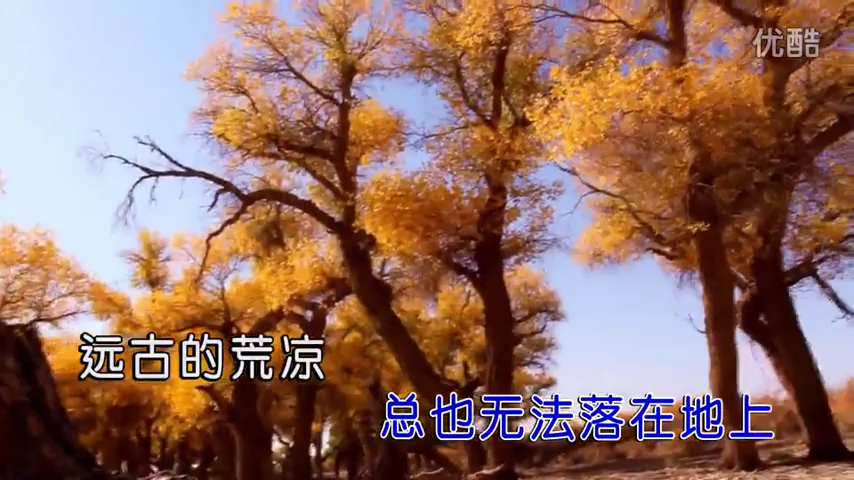 优酷
远古的荒凉
总也无法落在地上